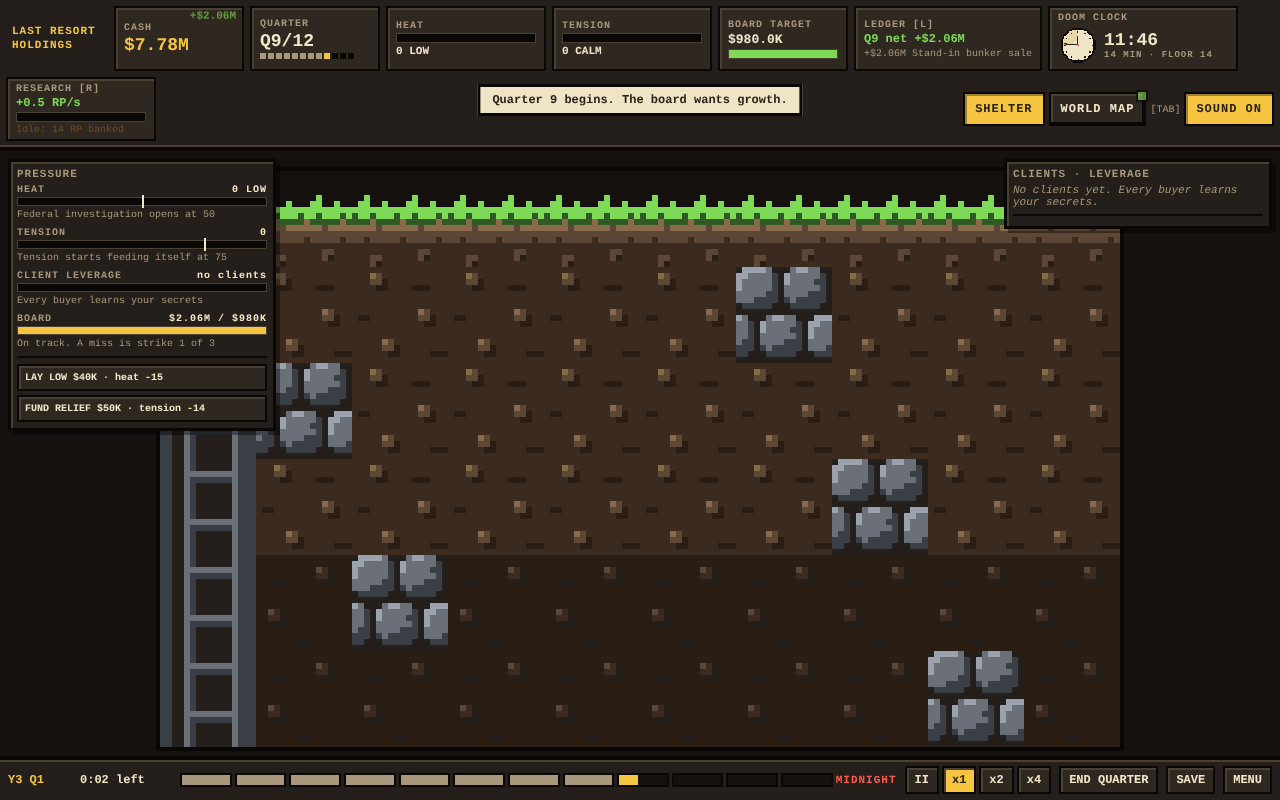 LAST RESORT
HOLDINGS
+$2.06M
CASH
$7.78M
QUARTER
Q9/12
HEAT
0 LOW
TENSION
0 CALM
BOARD TARGET
$980.0K
LEDGER [L]
Q9 net +$2.06M
+$2.06M Stand-in bunker sale
DOOM CLOCK
11:46
14 MIN · FLOOR 14
RESEARCH [R]
+0.5 RP/s
Idle: 14 RP banked
Quarter 9 begins. The board wants growth.
SHELTER
WORLD MAP
[TAB]
SOUND ON
PRESSURE
HEAT 0 LOW
Federal investigation opens at 50
TENSION 0
Tension starts feeding itself at 75
CLIENT LEVERAGE no clients
Every buyer learns your secrets
BOARD $2.06M / $980K
On track. A miss is strike 1 of 3
LAY LOW $40K · heat -15
FUND RELIEF $50K · tension -14
CLIENTS · LEVERAGE
No clients yet. Every buyer learns
your secrets.
Y3 Q1
0:02 left
MIDNIGHT
II
x1
x2
x4
END QUARTER
SAVE
MENU